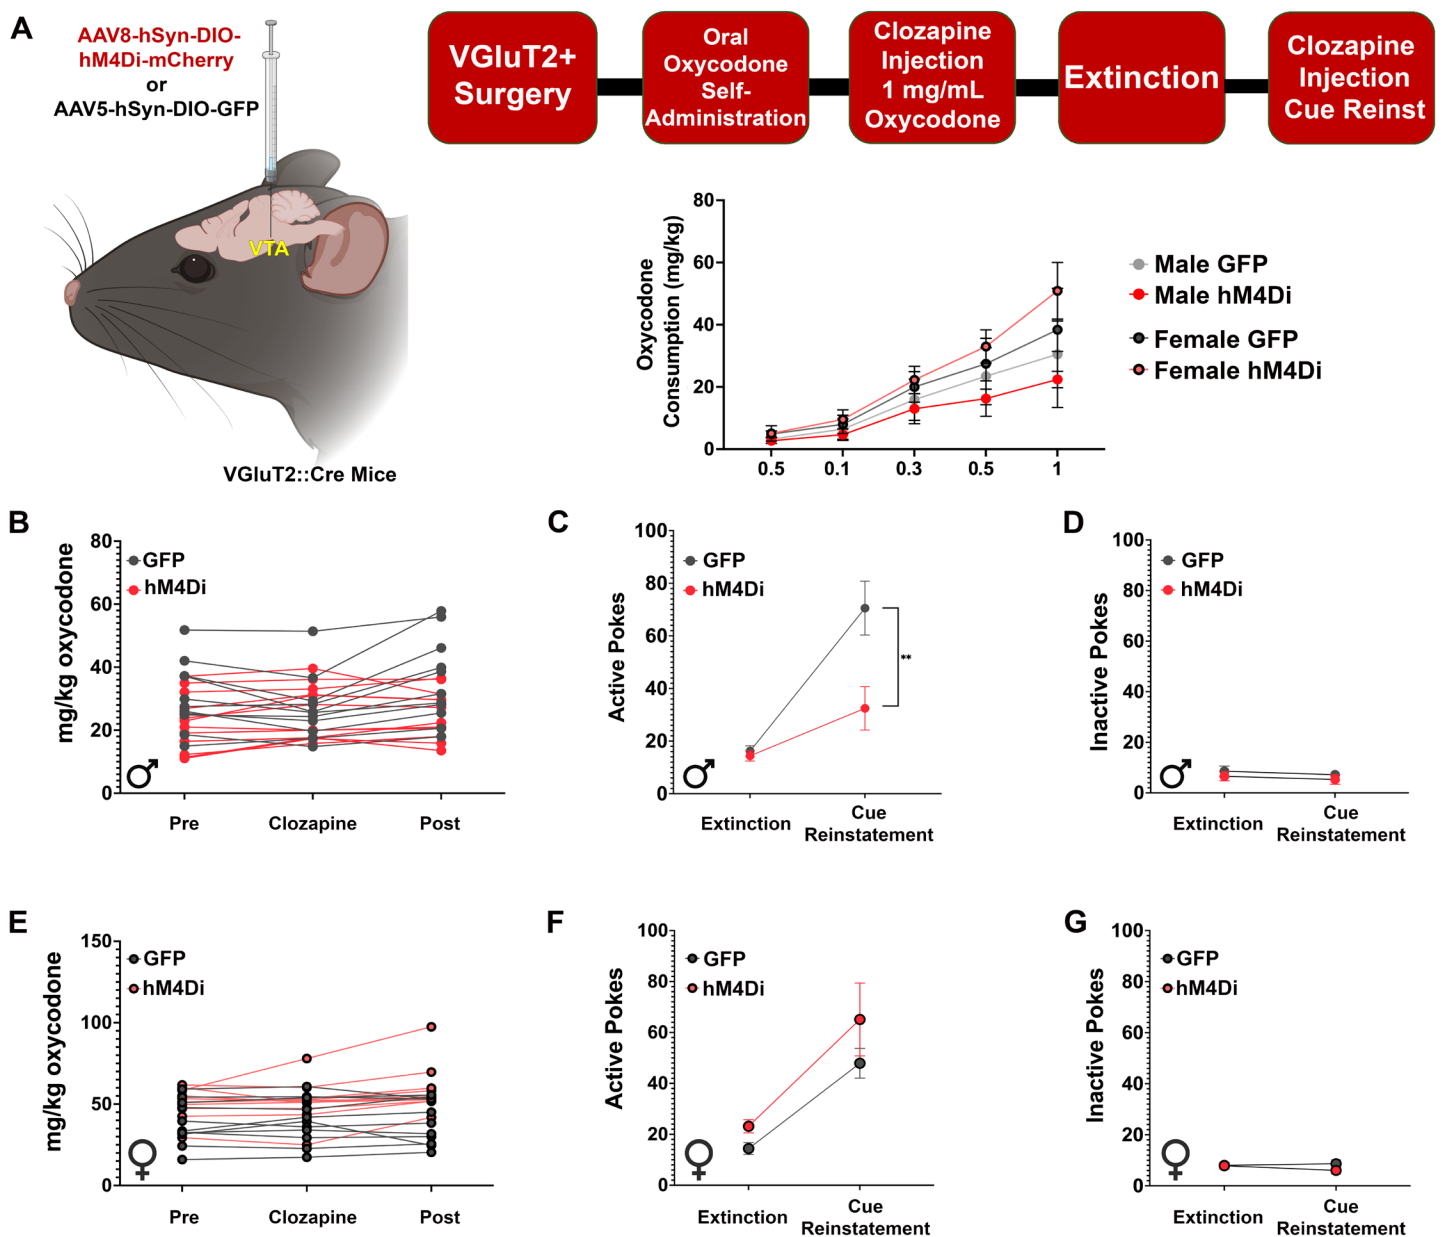 A
AAV8-hSyn-DIO-
hM4Di-mCherry
or
AAV5-hSyn-DIO-GFP
VTA
VGluT2::Cre Mice
VGluT2+
Surgery
Oral
Oxycodone
Self-
Administration
Clozapine
Injection
1 mg/mL
Oxycodone
Extinction
Clozapine
Injection
Cue Reinst
Oxycodone
Consumption (mg/kg)
80
60
40
20
0
0.5 0.1 0.3 0.5 1
Male GFP
Male hM4Di
Female GFP
Female hM4Di
B
mg/kg oxycodone
80
60
40
20
0
GFP
hM4Di
Pre Clozapine Post
C
Active Pokes
100
80
60
40
20
0
GFP
hM4Di
**
Extinction
Cue
Reinstatement
D
Inactive Pokes
100
80
60
40
20
0
GFP
hM4Di
Extinction
Cue
Reinstatement
E
mg/kg oxycodone
150
100
50
0
GFP
hM4Di
Pre Clozapine Post
F
Active Pokes
100
80
60
40
20
0
GFP
hM4Di
Extinction
Cue
Reinstatement
G
Inactive Pokes
100
80
60
40
20
0
GFP
hM4Di
Extinction
Cue
Reinstatement